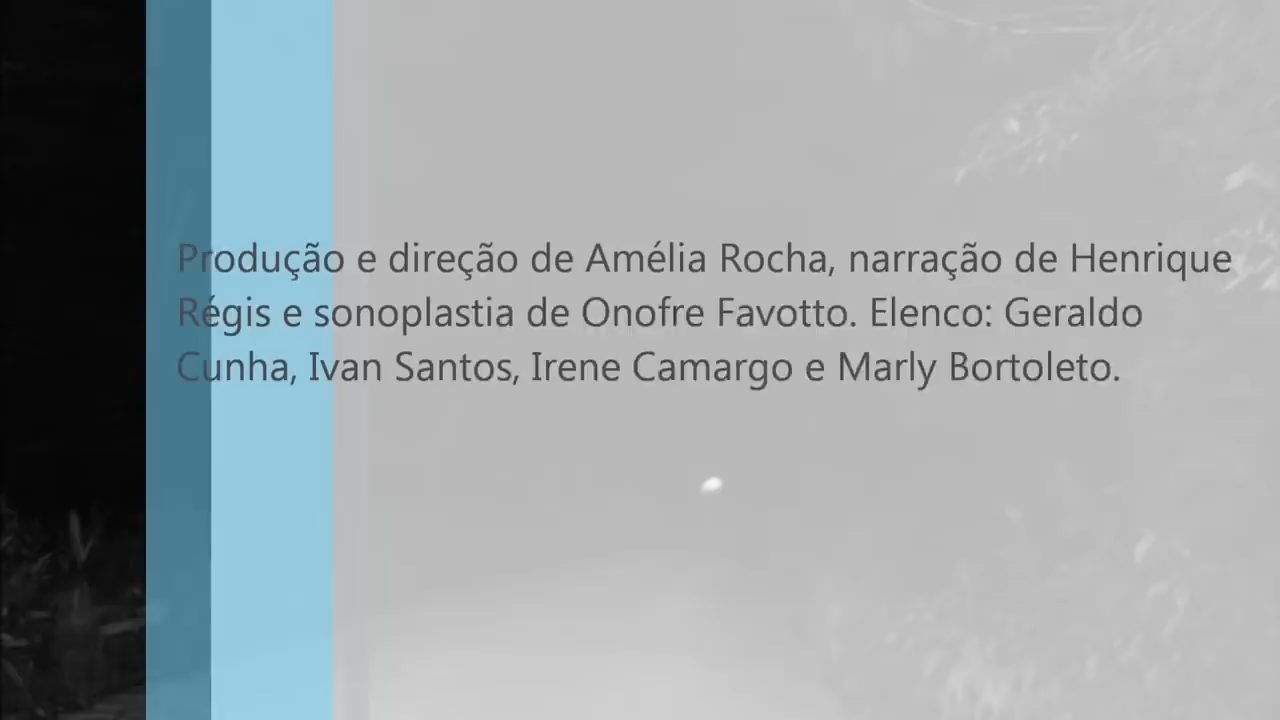 Produção e direção de Amélia Rocha, narração de Henrique
Régis e sonoplastia de Onofre Favotto. Elenco: Geraldo
Cunha, Ivan Santos, Irene Camargo e Marly Bortoleto.